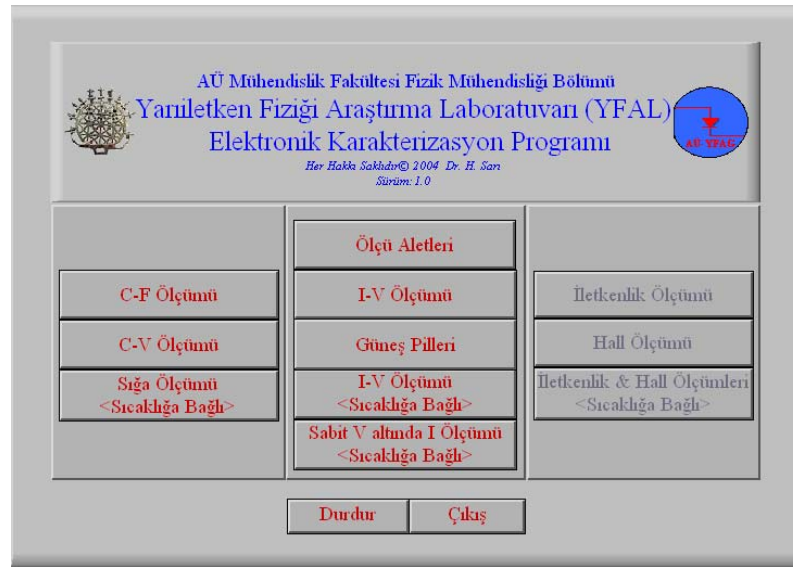 AÜ Mühendislik Fakültesi Fizik Mühendisliği Bölümü
Yarıiletken Fiziği Araştırma Laboratuvarı (YFAL)
Elektronik Karakterizasyon Programı
Her Hakkı Saklıdır© 2004 Dr. H. Sarı
Sürüm: 1.0
AÜ-YFAG
C-F Ölçümü
C-V Ölçümü
Sığa Ölçümü
<Sıcaklığa Bağlı>
Ölçü Aletleri
I-V Ölçümü
Güneş Pilleri
I-V Ölçümü
<Sıcaklığa Bağlı>
Sabit V altında I Ölçümü
<Sıcaklığa Bağlı>
İletkenlik Ölçümü
Hall Ölçümü
İletkenlik & Hall Ölçümleri
<Sıcaklığa Bağlı>
Durdur
Çıkış